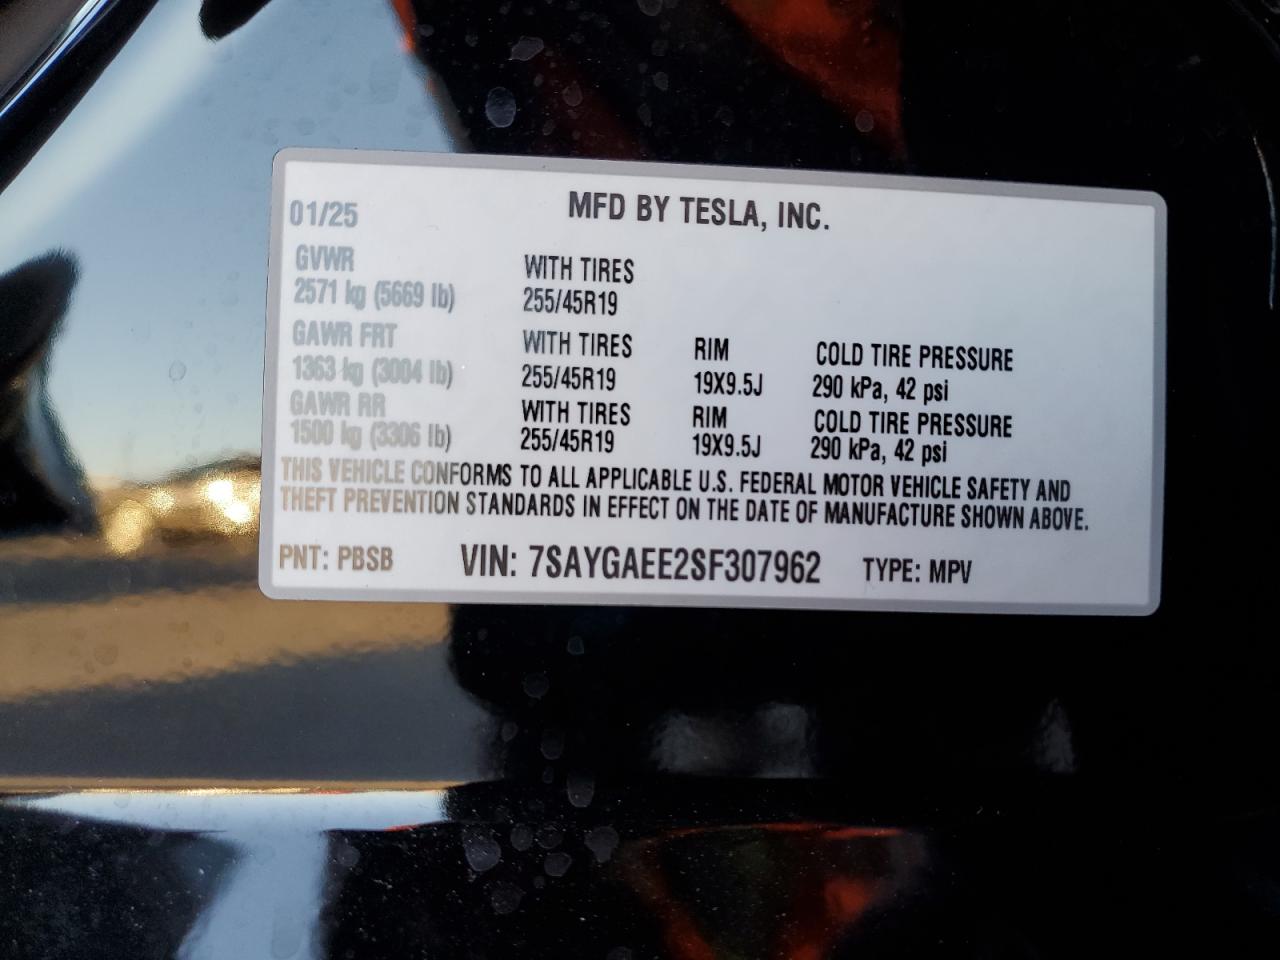 01/25 MFD BY TESLA, INC.
GVWR WITH TIRES
2571 kg (5669 lb) 255/45R19
GAWR FRT WITH TIRES RIM COLD TIRE PRESSURE
1363 kg (3004 lb) 255/45R19 19X9.5J 290 kPa, 42 psi
GAWR RR WITH TIRES RIM COLD TIRE PRESSURE
1500 kg (3306 lb) 255/45R19 19X9.5J 290 kPa, 42 psi
THIS VEHICLE CONFORMS TO ALL APPLICABLE U.S. FEDERAL MOTOR VEHICLE SAFETY AND
THEFT PREVENTION STANDARDS IN EFFECT ON THE DATE OF MANUFACTURE SHOWN ABOVE.
PNT: PBSB VIN: 7SAYGAEE2SF307962 TYPE: MPV